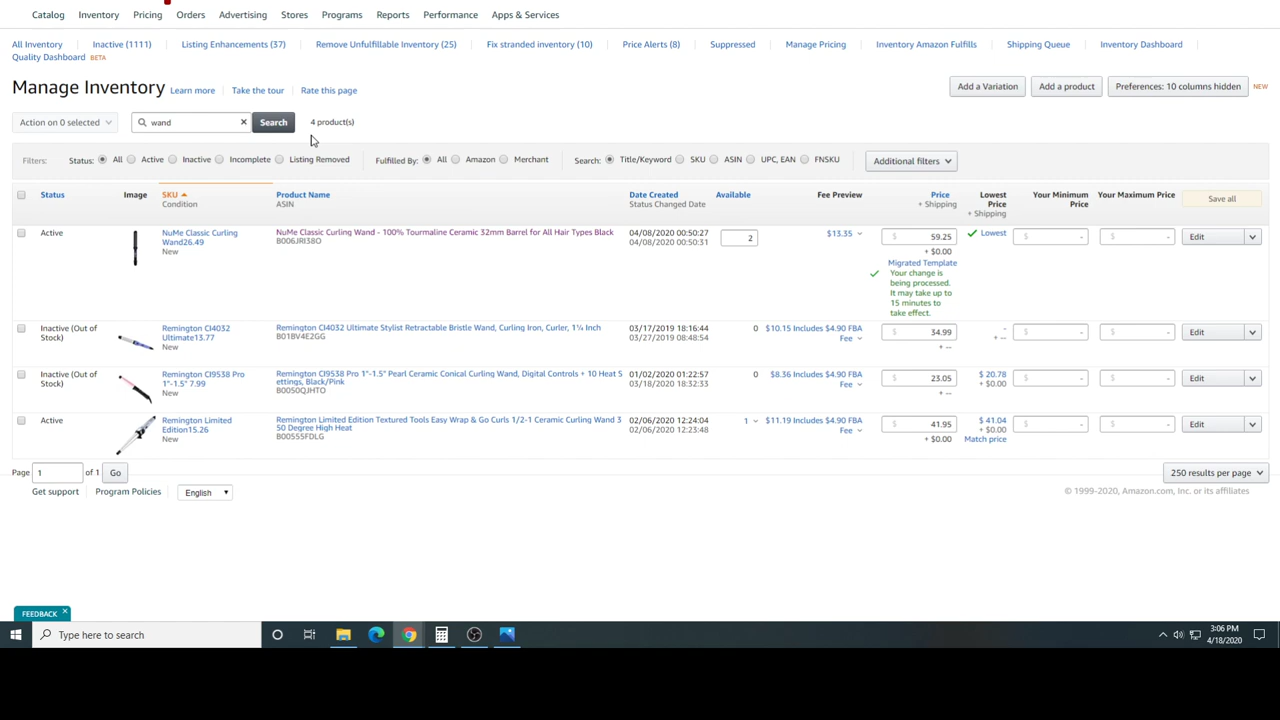 Catalog Inventory Pricing Orders Advertising Stores Programs Reports Performance Apps & Services
All Inventory Inactive (1111) Listing Enhancements (37) Remove Unfulfillable Inventory (25) Fix stranded inventory (10) Price Alerts (8) Suppressed Manage Pricing Inventory Amazon Fulfills Shipping Queue Inventory Dashboard
Quality Dashboard BETA
Manage Inventory Learn more Take the tour Rate this page Add a Variation Add a product Preferences: 10 columns hidden NEW
Action on 0 selected wand Search 4 product(s)
Filters: Status: All Active Inactive Incomplete Listing Removed Fulfilled By: All Amazon Merchant Search: Title/Keyword SKU ASIN UPC, EAN FNSKU Additional filters
Status Image SKU Product Name Date Created Available Fee Preview Price Lowest Your Minimum Your Maximum Price Save all
Condition ASIN Status Changed Date + Shipping Price Price
+ Shipping
Active NuMe Classic Curling NuMe Classic Curling Wand - 100% Tourmaline Ceramic 32mm Barrel for All Hair Types Black 04/08/2020 00:50:27 2 $13.35 $ 59.25 Lowest $ - $ - Edit
Wand26.49 B006JRI38O 04/08/2020 00:50:31
New + $0.00
Migrated Template
Your change is
being processed.
It may take up to
15 minutes to
take effect.
Inactive (Out of Remington CI4032 Remington CI4032 Ultimate Stylist Retractable Bristle Wand, Curling Iron, Curler, 1¼ Inch 03/17/2019 18:16:44 0 $10.15 Includes $4.90 FBA $ 34.99 - $ - $ - Edit
Stock) Ultimate13.77 B01BV4E2GG 03/27/2019 08:48:54 Fee + --
New + --
Inactive (Out of Remington CI9538 Pro Remington CI9538 Pro 1"-1.5" Pearl Ceramic Conical Curling Wand, Digital Controls + 10 Heat S 01/02/2020 01:22:57 0 $8.36 Includes $4.90 FBA $ 23.05 $ 20.78 $ - $ - Edit
Stock) 1"-1.5" 7.99 ettings, Black/Pink 03/18/2020 18:32:33 Fee + $0.00
New B0050QJHTO + --
Active Remington Limited Remington Limited Edition Textured Tools Easy Wrap & Go Curls 1/2-1 Ceramic Curling Wand 3 02/06/2020 12:24:04 1 $11.19 Includes $4.90 FBA $ 41.95 $ 41.04 $ - $ - Edit
Edition15.26 50 Degree High Heat 02/06/2020 12:23:48 Fee + $0.00
New B00555FDLG + $0.00 Match price
Page 1 of 1 Go 250 results per page
Get support Program Policies English © 1999-2020, Amazon.com, Inc. or its affiliates
FEEDBACK
Type here to search 3:06 PM
4/18/2020